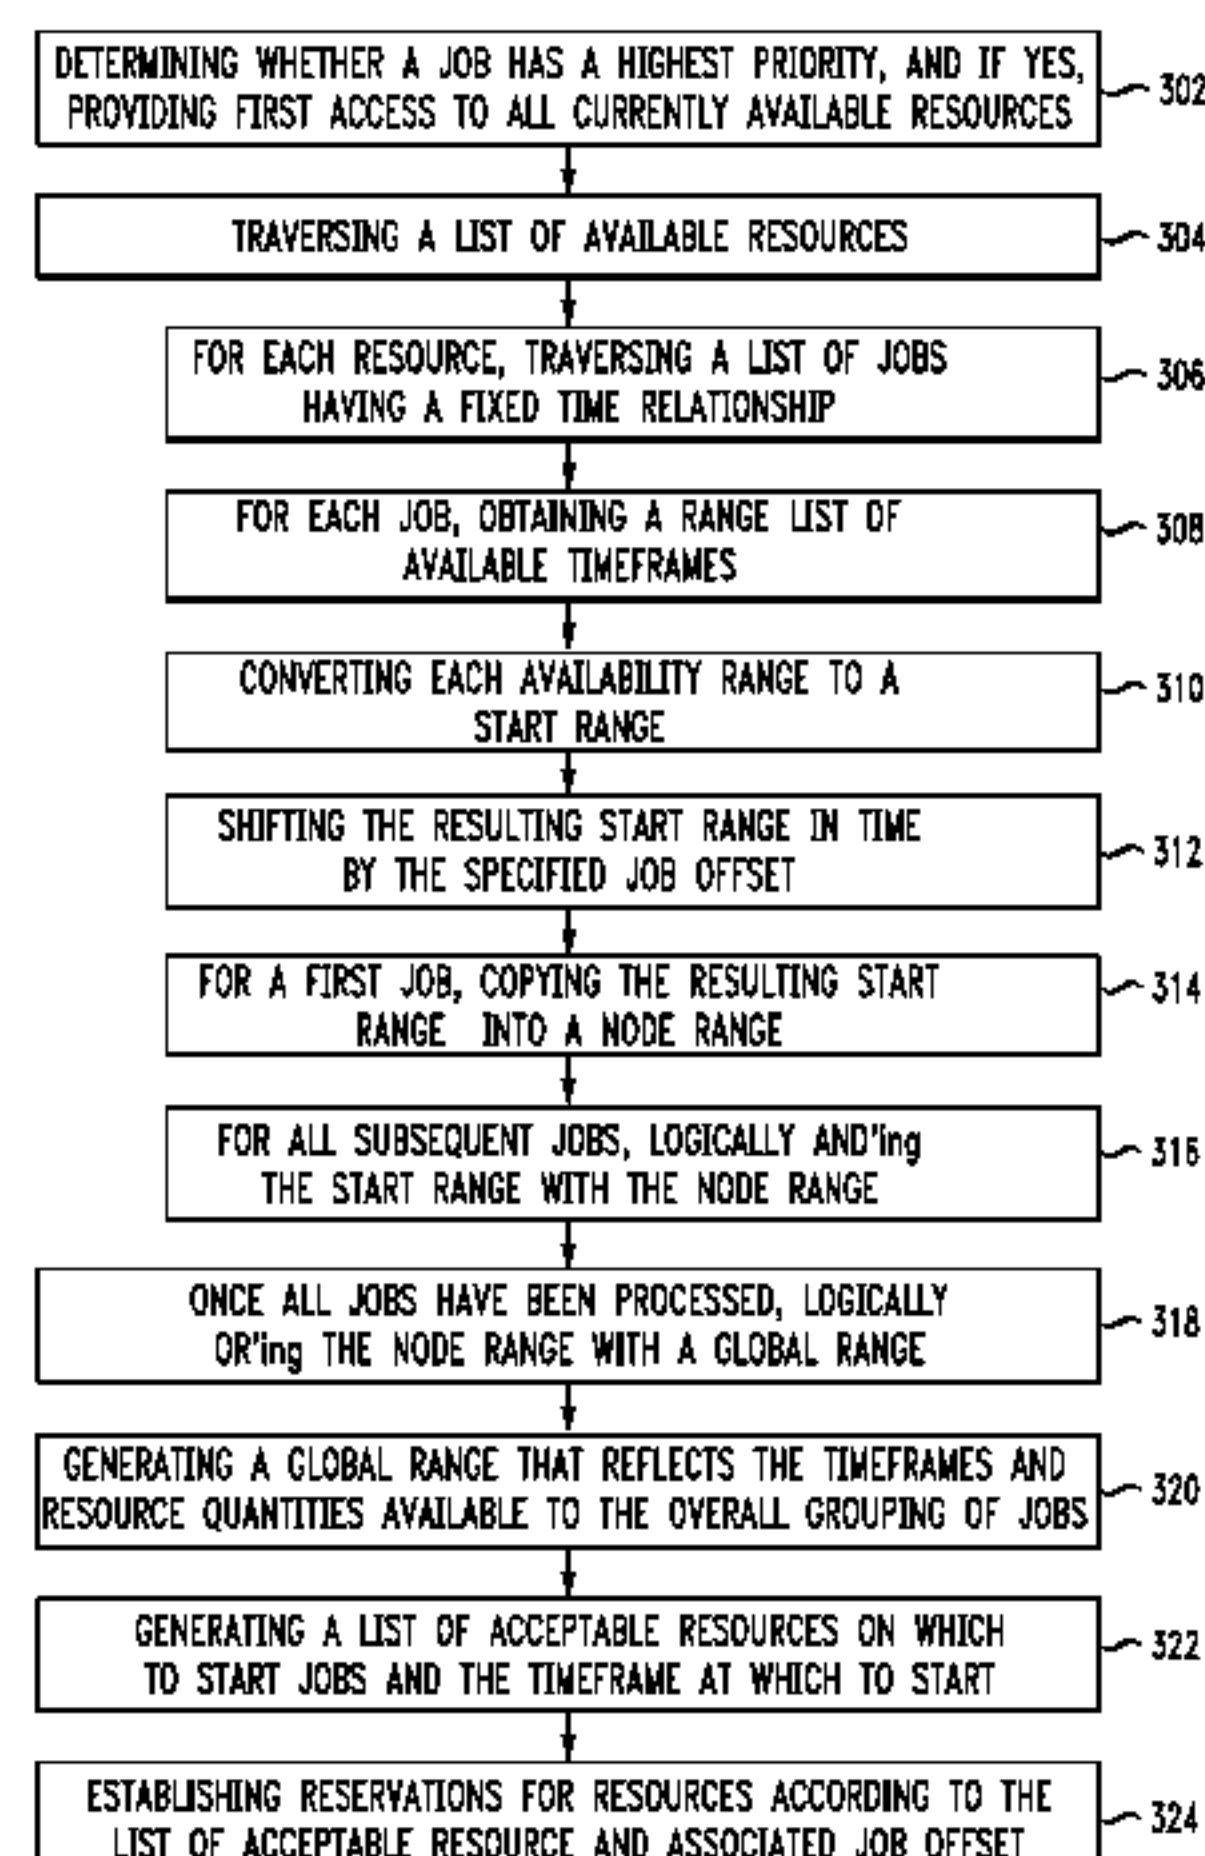 DETERMINING WHETHER A JOB HAS A HIGHEST PRIORITY, AND IF YES,
PROVIDING FIRST ACCESS TO ALL CURRENTLY AVAILABLE RESOURCES
302
TRAVERSING A LIST OF AVAILABLE RESOURCES
304
FOR EACH RESOURCE, TRAVERSING A LIST OF JOBS
HAVING A FIXED TIME RELATIONSHIP
306
FOR EACH JOB, OBTAINING A RANGE LIST OF
AVAILABLE TIMEFRAMES
308
CONVERTING EACH AVAILABILITY RANGE TO A
START RANGE
310
SHIFTING THE RESULTING START RANGE IN TIME
BY THE SPECIFIED JOB OFFSET
312
FOR A FIRST JOB, COPYING THE RESULTING START
RANGE INTO A NODE RANGE
314
FOR ALL SUBSEQUENT JOBS, LOGICALLY AND'ing
THE START RANGE WITH THE NODE RANGE
316
ONCE ALL JOBS HAVE BEEN PROCESSED, LOGICALLY
OR'ing THE NODE RANGE WITH A GLOBAL RANGE
318
GENERATING A GLOBAL RANGE THAT REFLECTS THE TIMEFRAMES AND
RESOURCE QUANTITIES AVAILABLE TO THE OVERALL GROUPING OF JOBS
320
GENERATING A LIST OF ACCEPTABLE RESOURCES ON WHICH
TO START JOBS AND THE TIMEFRAME AT WHICH TO START
322
ESTABLISHING RESERVATIONS FOR RESOURCES ACCORDING TO THE
LIST OF ACCEPTABLE RESOURCE AND ASSOCIATED JOB OFFSET
324